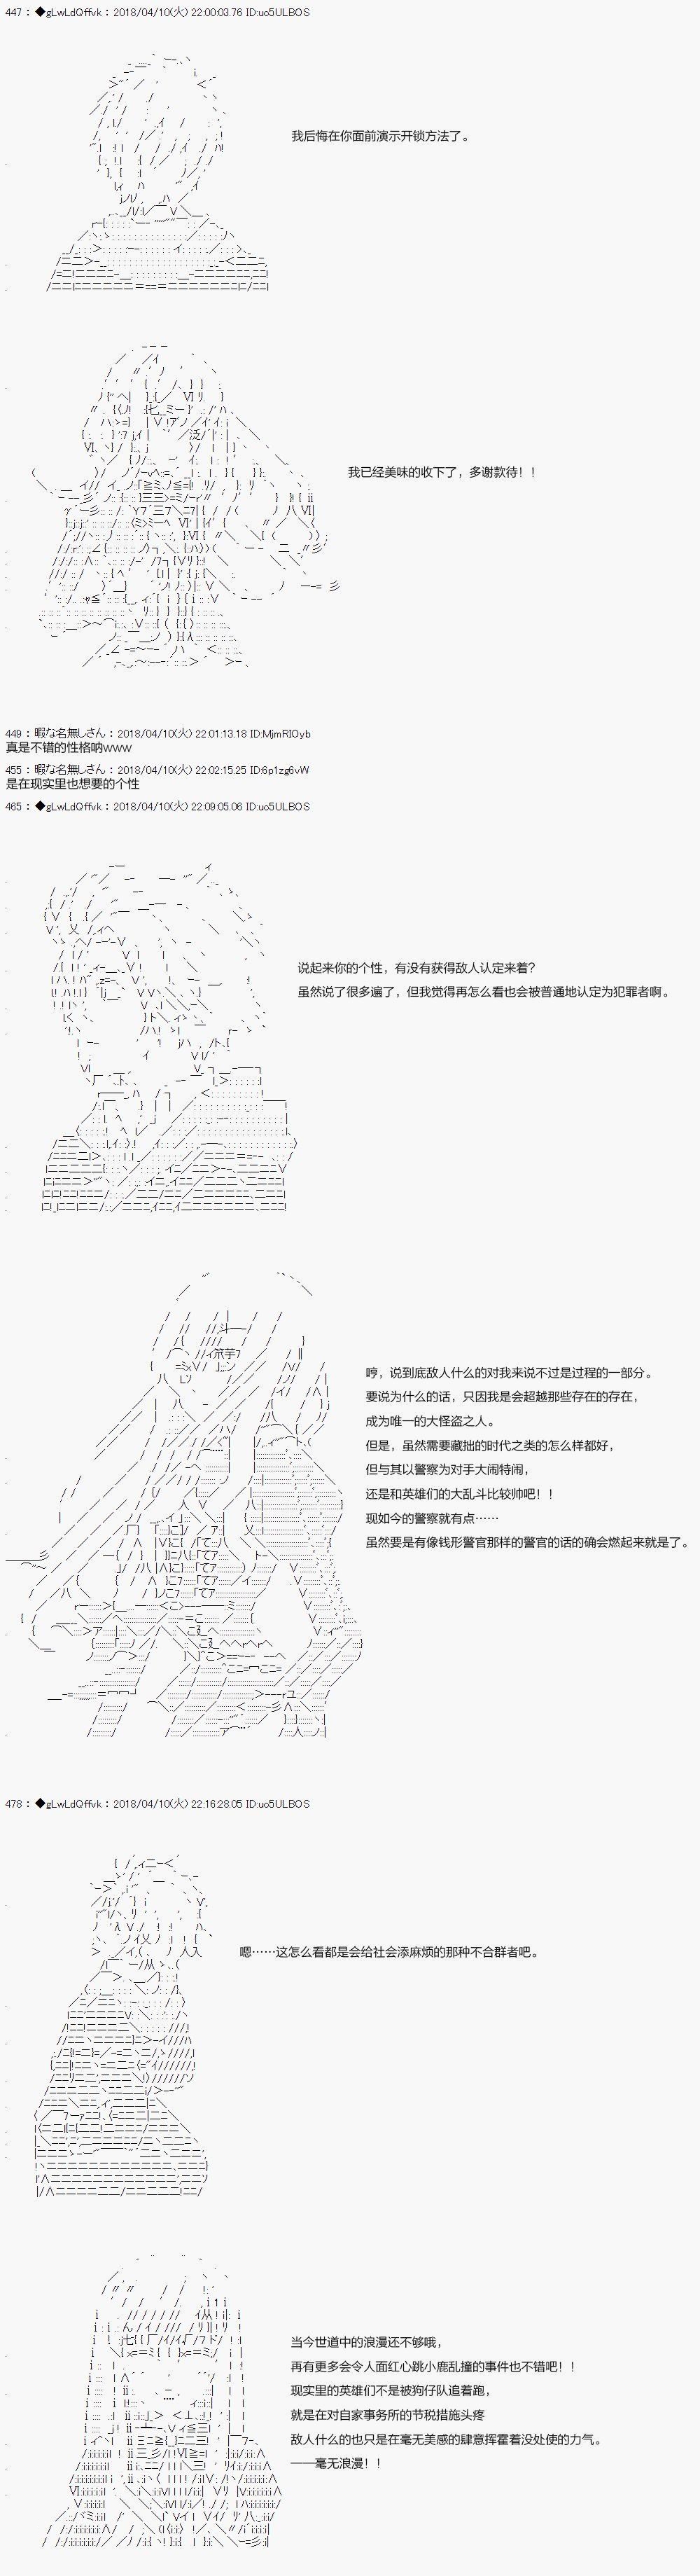 447 : ◆gLwLdQffvk : 2018/04/10(火) 22:00:03.76 ID:uo5ULBOS
我后悔在你面前演示开锁方法了。
我已经美味的收下了，多谢款待！！
449 : 暇な名無しさん : 2018/04/10(火) 22:01:13.18 ID:MjmRIOyb
真是不错的性格呐www
455 : 暇な名無しさん : 2018/04/10(火) 22:02:15.25 ID:6p1zg6vW
是在现实里也想要的个性
465 : ◆gLwLdQffvk : 2018/04/10(火) 22:09:05.06 ID:uo5ULBOS
说起来你的个性，有没有获得敌人认定来着？
虽然说了很多遍了，但我觉得再怎么看也会被普通地认定为犯罪者啊。
哼，说到底敌人什么的对我来说不过是过程的一部分。
要说为什么的话，只因我是会超越那些存在的存在，
成为唯一的大怪盗之人。
但是，虽然需要藏拙的时代之类的怎么样都好，
但与其以警察为对手大闹特闹，
还是和英雄们的大乱斗比较帅吧！！
现如今的警察就有点……
虽然要是有像钱形警官那样的警官的话的确会燃起来就是了。
478 : ◆gLwLdQffvk : 2018/04/10(火) 22:16:28.05 ID:uo5ULBOS
嗯……这怎么看都是会给社会添麻烦的那种不合群者吧。
当今世道中的浪漫还不够哦，
再有更多会令人面红心跳小鹿乱撞的事件也不错吧！！
现实里的英雄们不是被狗仔队追着跑，
就是在对自家事务所的节税措施头疼
敌人什么的也只是在毫无美感的肆意挥霍着没处使的力气。
——毫无浪漫！！